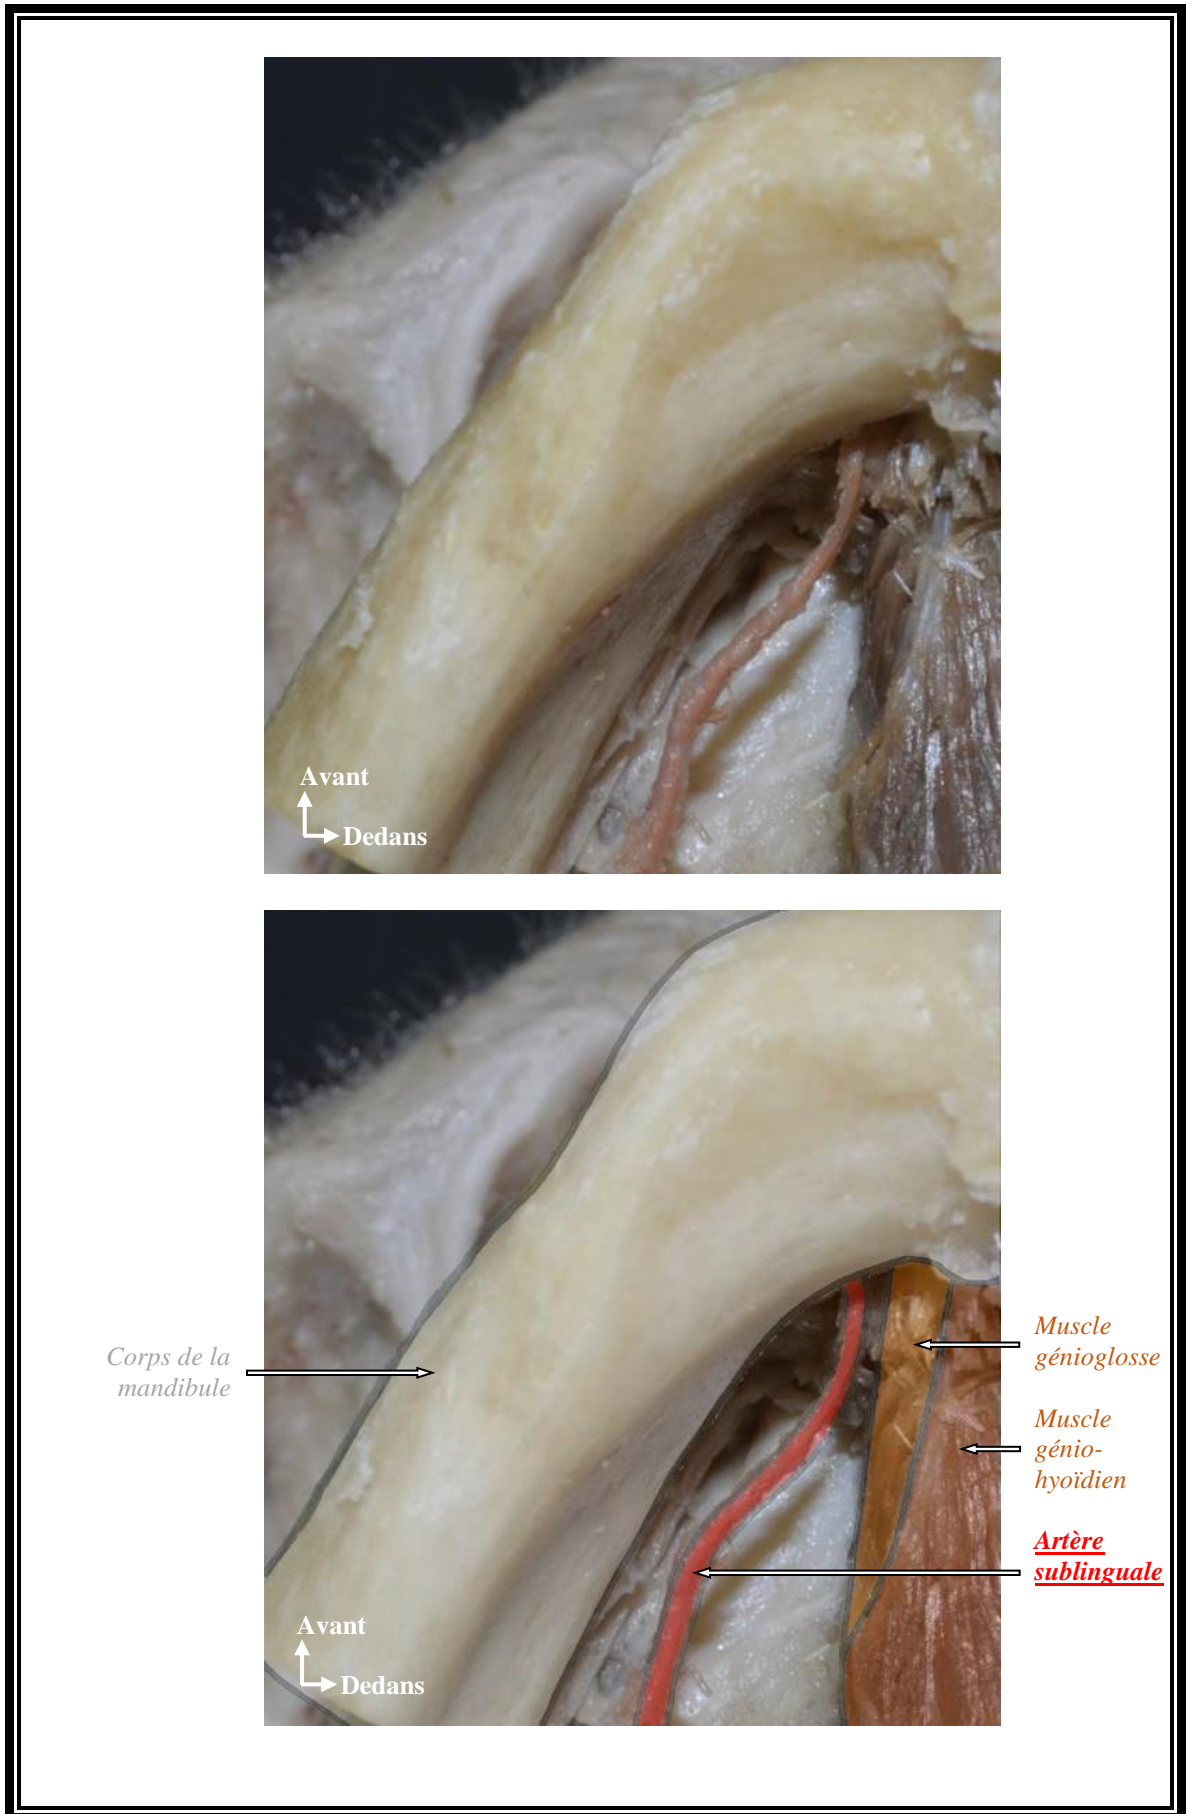 Avant
Dedans
Corps de la
mandibule
Muscle
génioglosse
Muscle
génio-
hyoïdien
Artère
sublinguale
Avant
Dedans